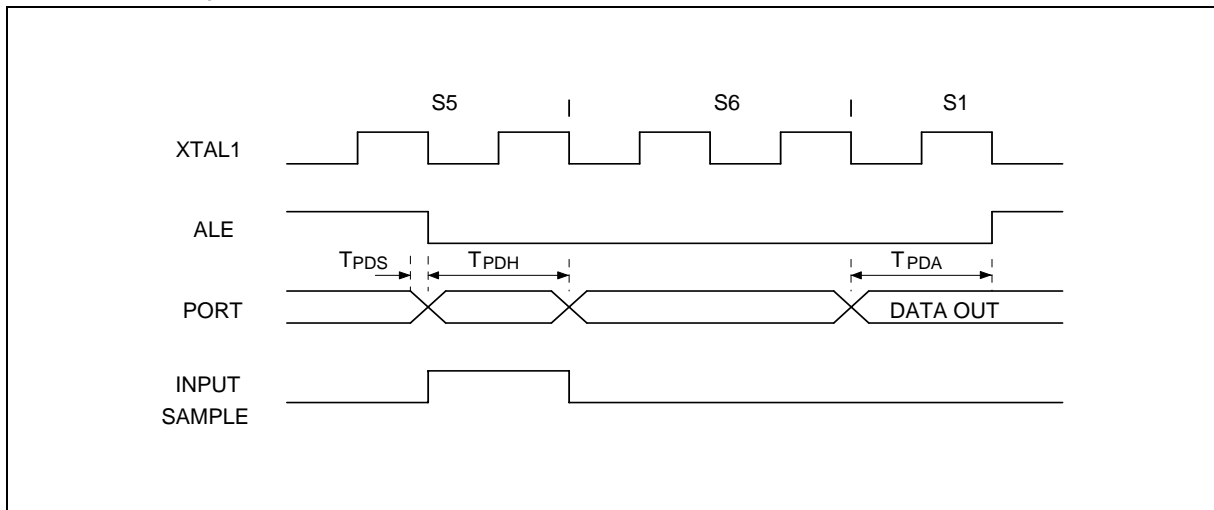 S5 | S6 | S1
XTAL1
ALE
TPDS TPDH TPDA
PORT DATA OUT
INPUT
SAMPLE